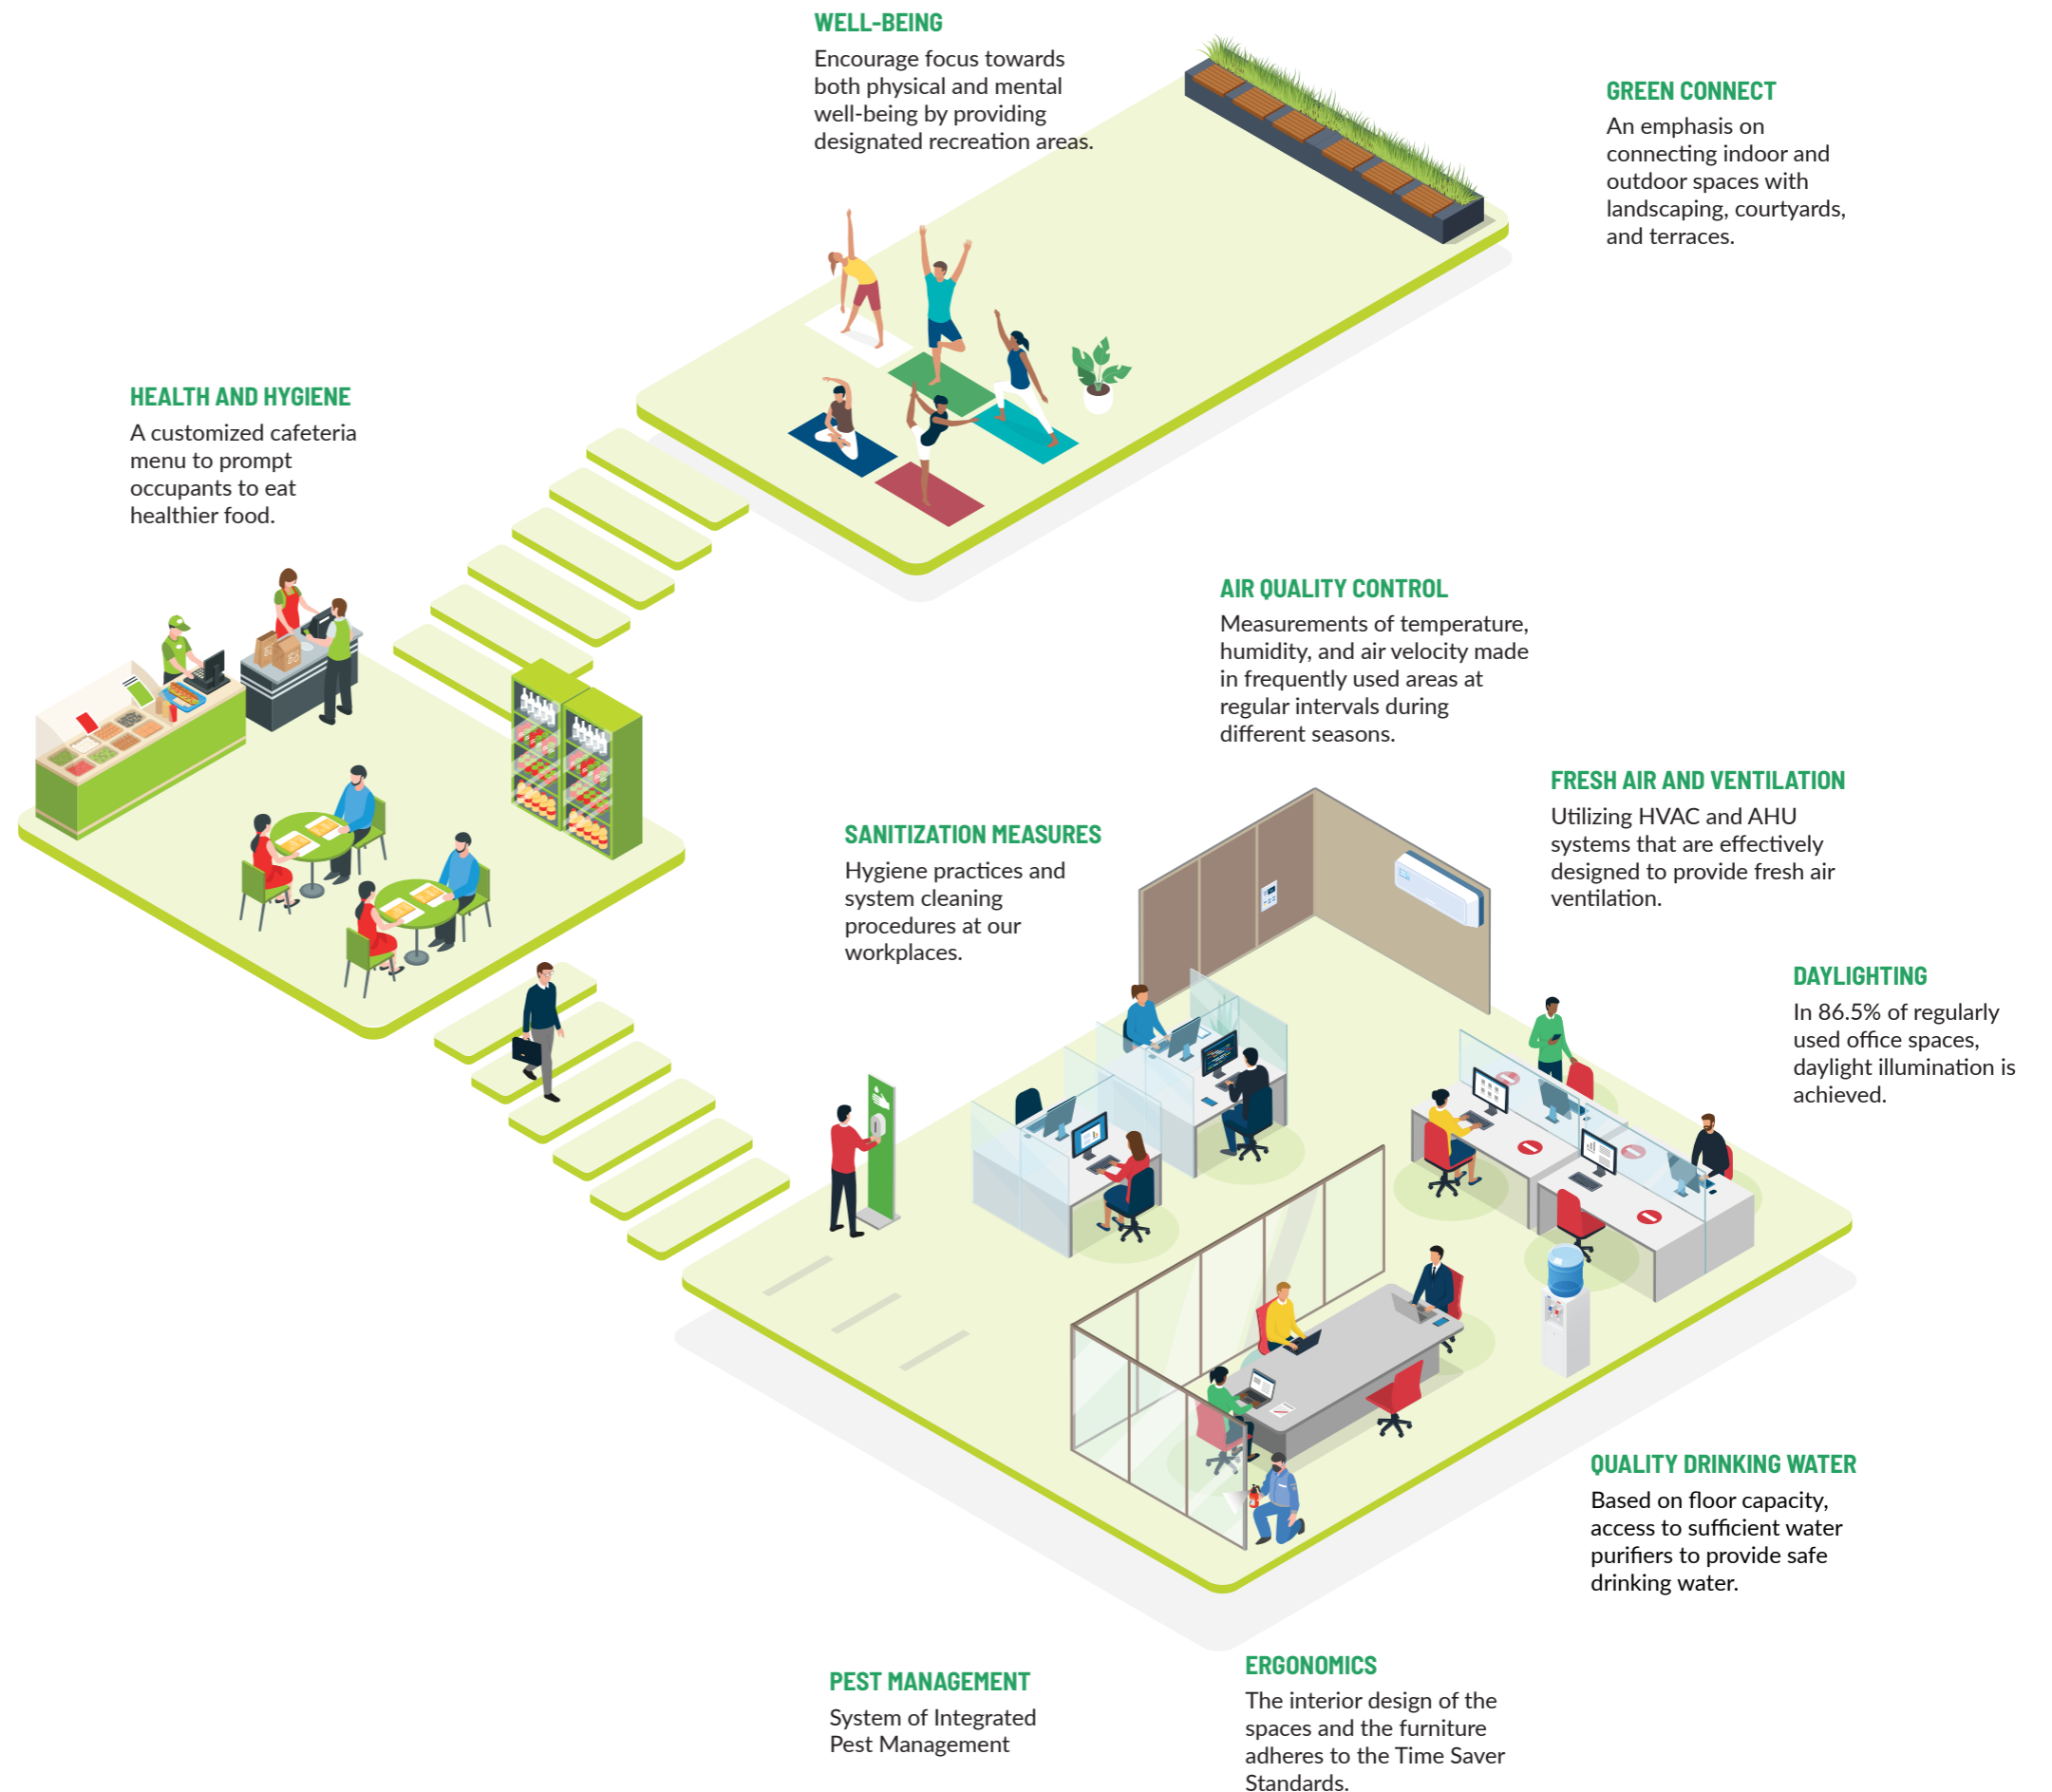 WELL-BEING
Encourage focus towards
both physical and mental
well-being by providing
designated recreation areas.
GREEN CONNECT
An emphasis on
connecting indoor and
outdoor spaces with
landscaping, courtyards,
and terraces.
HEALTH AND HYGIENE
A customized cafeteria
menu to prompt
occupants to eat
healthier food.
AIR QUALITY CONTROL
Measurements of temperature,
humidity, and air velocity made
in frequently used areas at
regular intervals during
different seasons.
FRESH AIR AND VENTILATION
Utilizing HVAC and AHU
systems that are effectively
designed to provide fresh air
ventilation.
SANITIZATION MEASURES
Hygiene practices and
system cleaning
procedures at our
workplaces.
DAYLIGHTING
In 86.5% of regularly
used office spaces,
daylight illumination is
achieved.
QUALITY DRINKING WATER
Based on floor capacity,
access to sufficient water
purifiers to provide safe
drinking water.
PEST MANAGEMENT
System of Integrated
Pest Management
ERGONOMICS
The interior design of the
spaces and the furniture
adheres to the Time Saver
Standards.